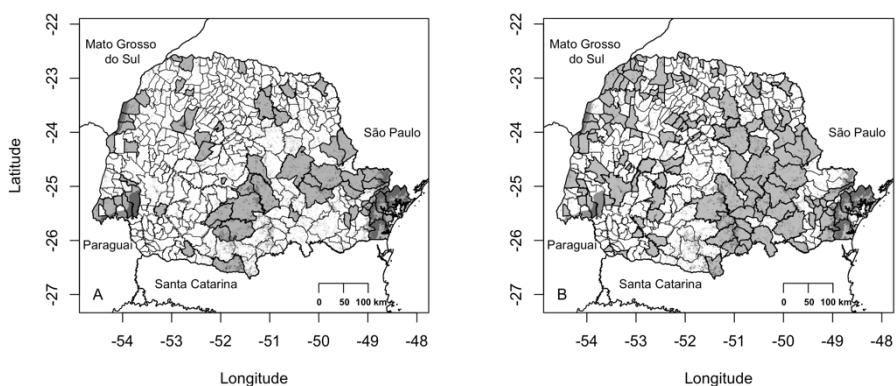 -22
-23
-24
-25
-26
-27
Latitude
Mato Grosso
do Sul
São Paulo
Paraguai
Santa Catarina
A
0 50 100 km
-54 -53 -52 -51 -50 -49 -48
Longitude
-22
-23
-24
-25
-26
-27
Mato Grosso
do Sul
São Paulo
Paraguai
Santa Catarina
B
0 50 100 km
-54 -53 -52 -51 -50 -49 -48
Longitude